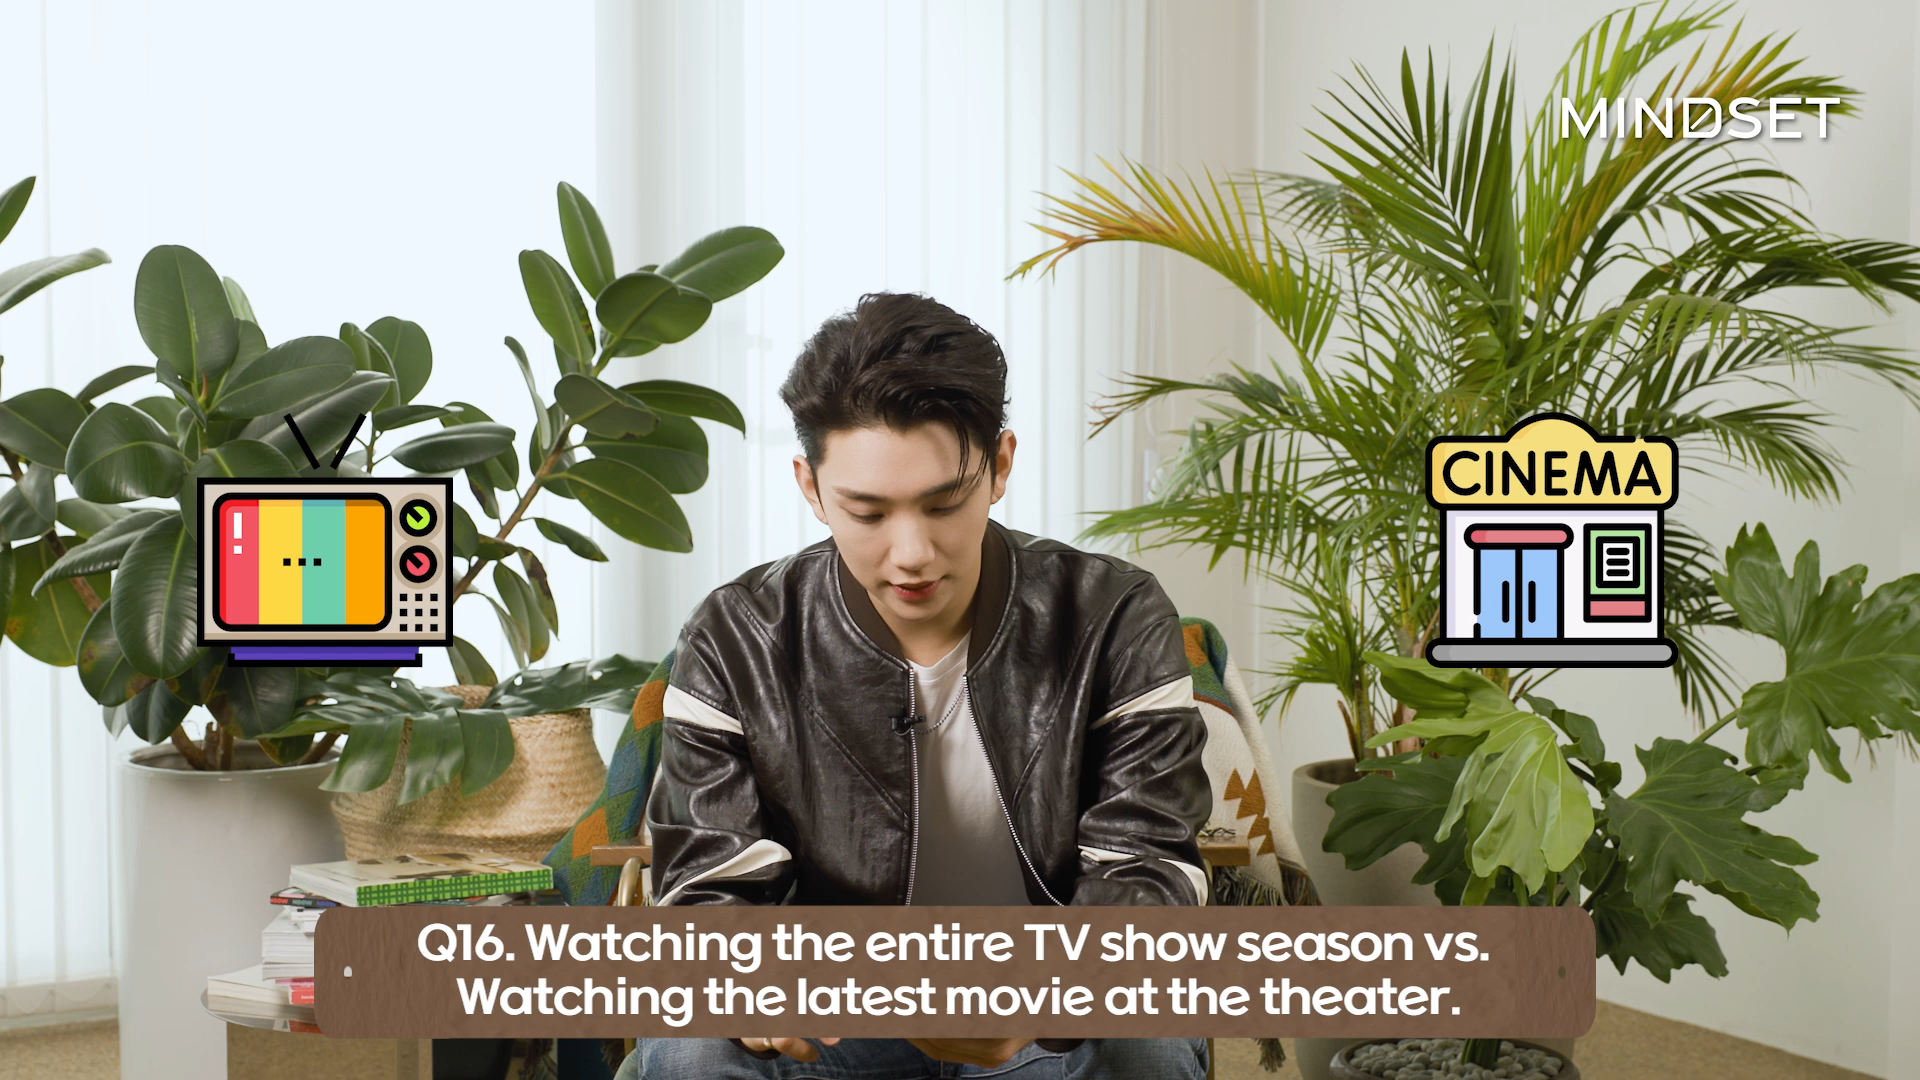 MINDSET
CINEMA
Q16. Watching the entire TV show season vs.
Watching the latest movie at the theater.